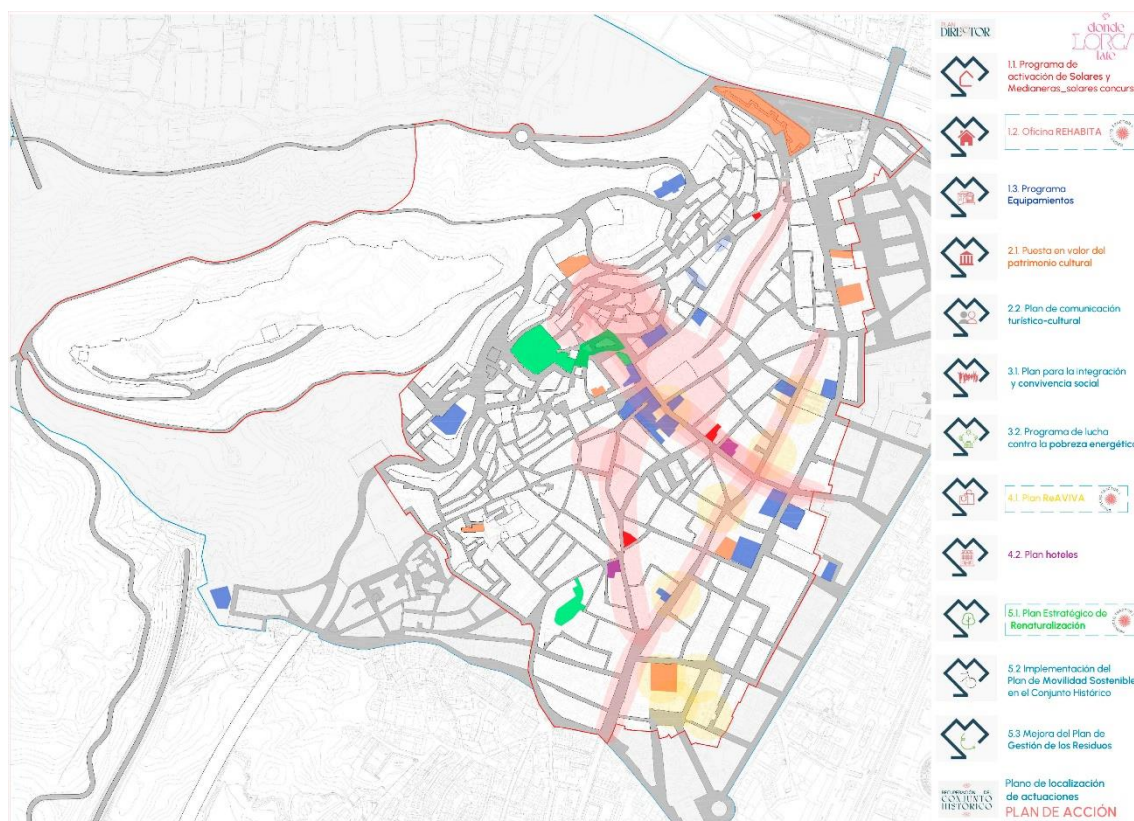 PLAN
DIRECTOR
donde
LORCA
late
1.1. Programa de
activación de Solares y
Medianeras_solares concurs
1.2. Oficina REHABITA
1.3. Programa
Equipamientos
2.1. Puesta en valor del
patrimonio cultural
2.2. Plan de comunicación
turístico-cultural
3.1. Plan para la integración
y convivencia social
3.2. Programa de lucha
contra la pobreza energética
4.1. Plan ReAVIVA
4.2. Plan hoteles
5.1. Plan Estratégico de
Renaturalización
5.2 Implementación del
Plan de Movilidad Sostenible
en el Conjunto Histórico
5.3 Mejora del Plan de
Gestión de los Residuos
RECUPERACIÓN DEL
CONJUNTO
HISTÓRICO
Plano de localización
de actuaciones
PLAN DE ACCIÓN